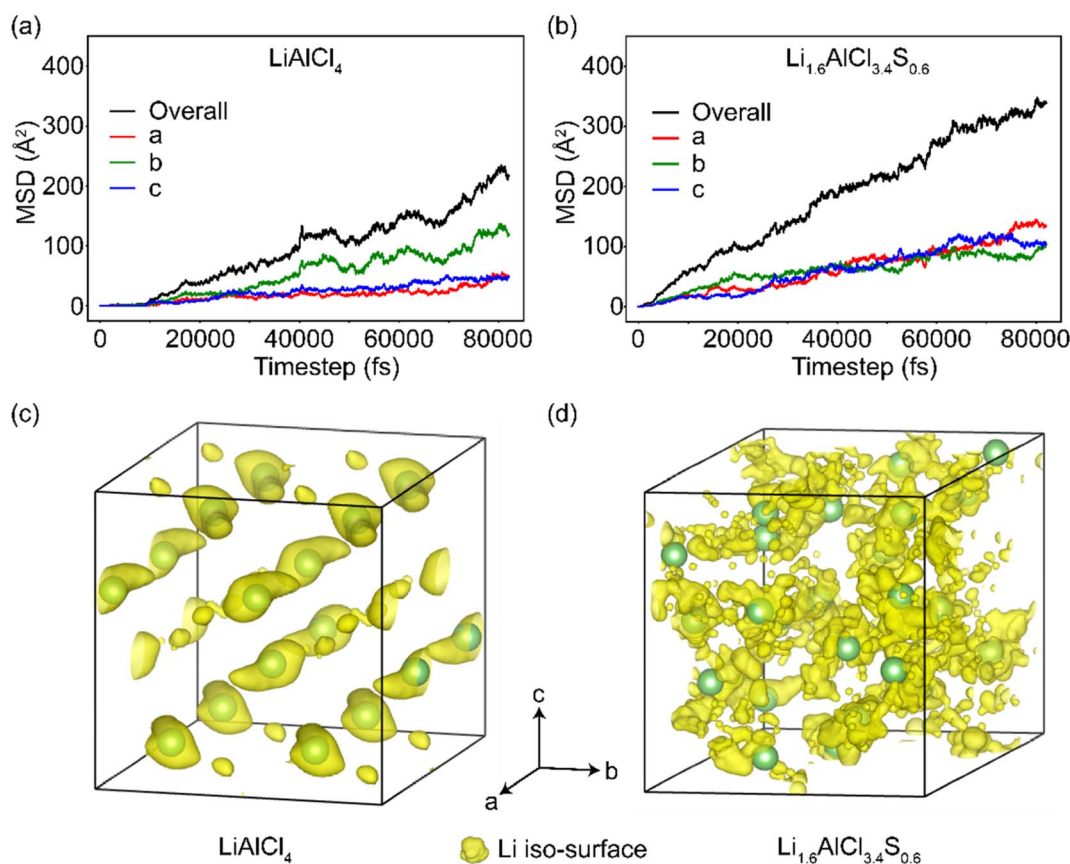 (a)
LiAlCl₄
400
300
200
100
0
MSD (Å²)
Overall
a
b
c
0 20000 40000 60000 80000
Timestep (fs)
(b)
Li₁.₆AlCl₃.₄S₀.₆
400
300
200
100
0
MSD (Å²)
Overall
a
b
c
0 20000 40000 60000 80000
Timestep (fs)
(c)
(d)
c
b
a
LiAlCl₄
Li iso-surface
Li₁.₆AlCl₃.₄S₀.₆